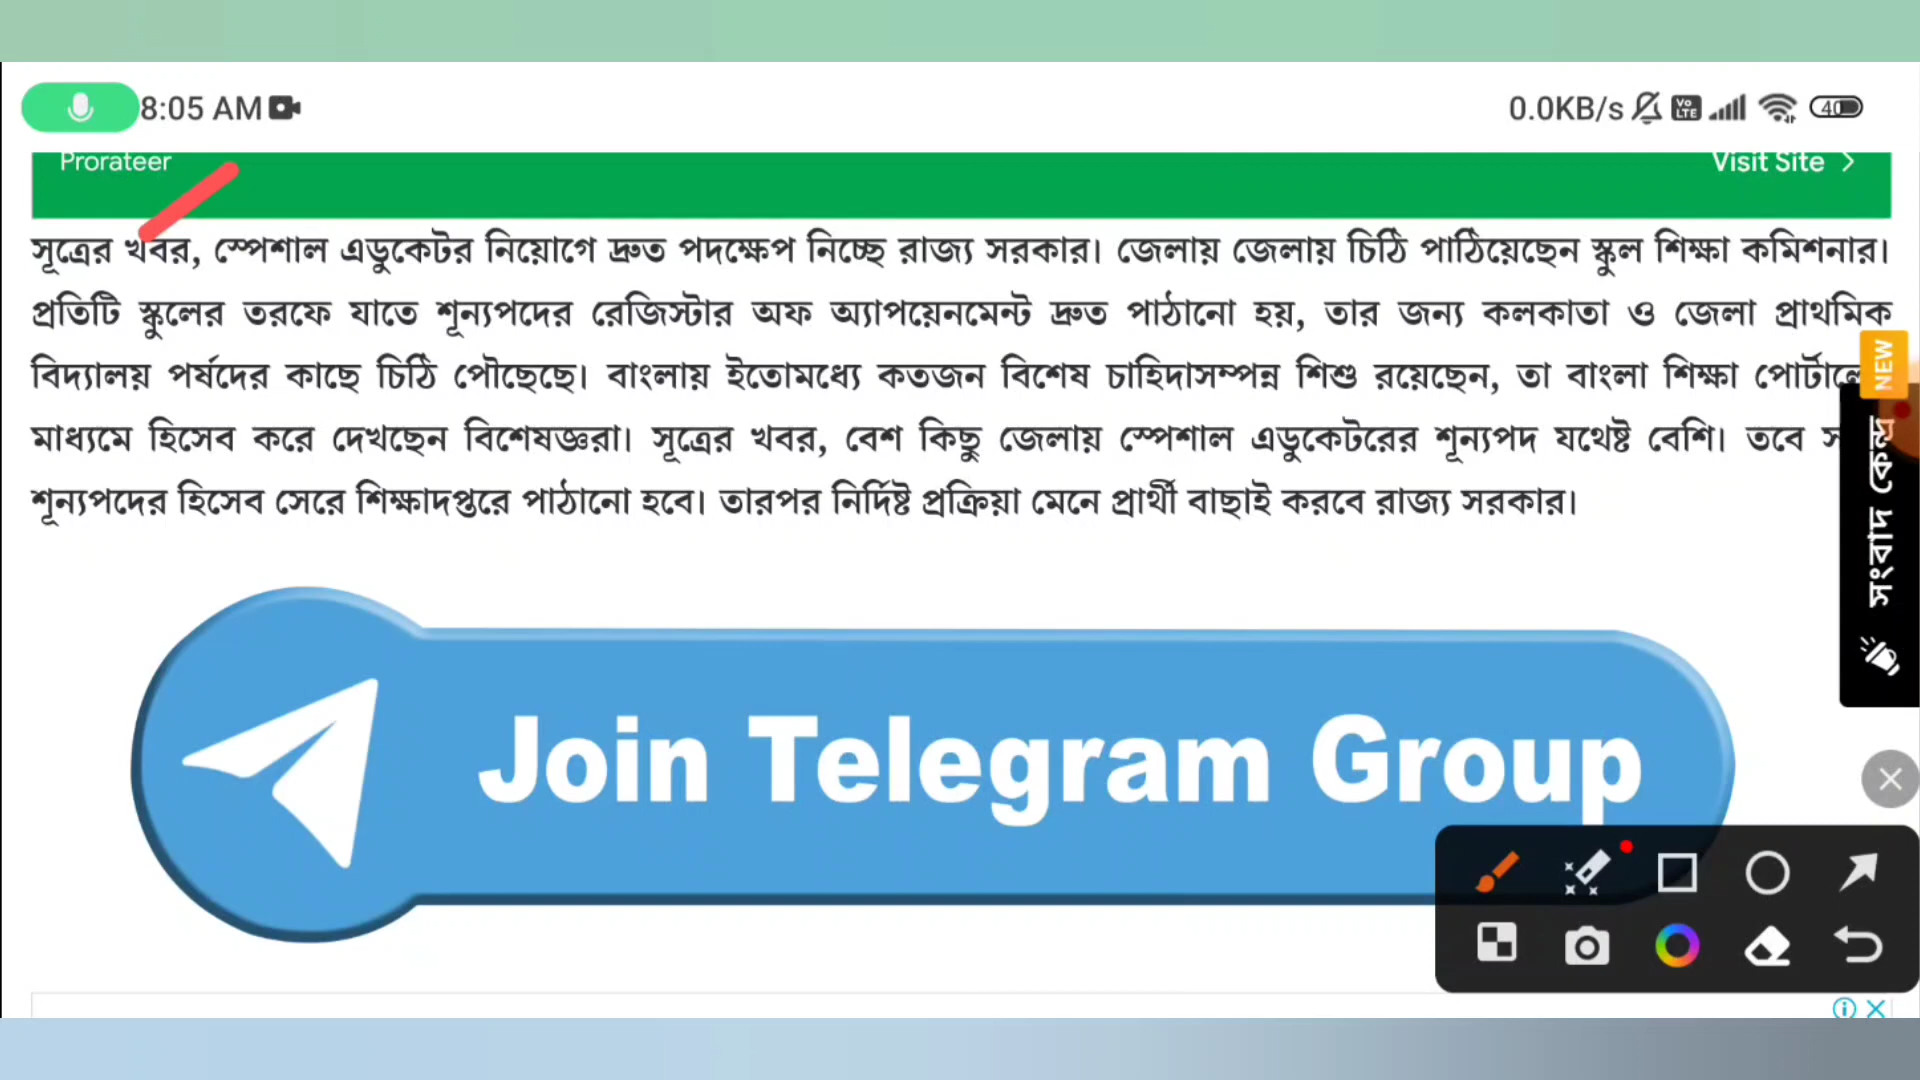 8:05 AM
0.0KB/s
Vo LTE
40
Prorateer
Visit Site
সূত্রের খবর, স্পেশাল এডুকেটর নিয়োগে দ্রুত পদক্ষেপ নিচ্ছে রাজ্য সরকার। জেলায় জেলায় চিঠি পাঠিয়েছেন স্কুল শিক্ষা কমিশনার।
প্রতিটি স্কুলের তরফে যাতে শূন্যপদের রেজিস্টার অফ অ্যাপয়েনমেন্ট দ্রুত পাঠানো হয়, তার জন্য কলকাতা ও জেলা প্রাথমিক
বিদ্যালয় পর্ষদের কাছে চিঠি পৌছেছে। বাংলায় ইতোমধ্যে কতজন বিশেষ চাহিদাসম্পন্ন শিশু রয়েছেন, তা বাংলা শিক্ষা
মাধ্যমে হিসেব করে দেখছেন বিশেষজ্ঞরা। সূত্রের খবর, বেশ কিছু জেলায় স্পেশাল এডুকেটরের শূন্যপদ যথেষ্ট বেশি। তবে
শূন্যপদের হিসেব সেরে শিক্ষাদপ্তরে পাঠানো হবে। তারপর নির্দিষ্ট প্রক্রিয়া মেনে প্রার্থী বাছাই করবে রাজ্য সরকার।
NEW
সংবাদ কেন্দ্র
Join Telegram Group